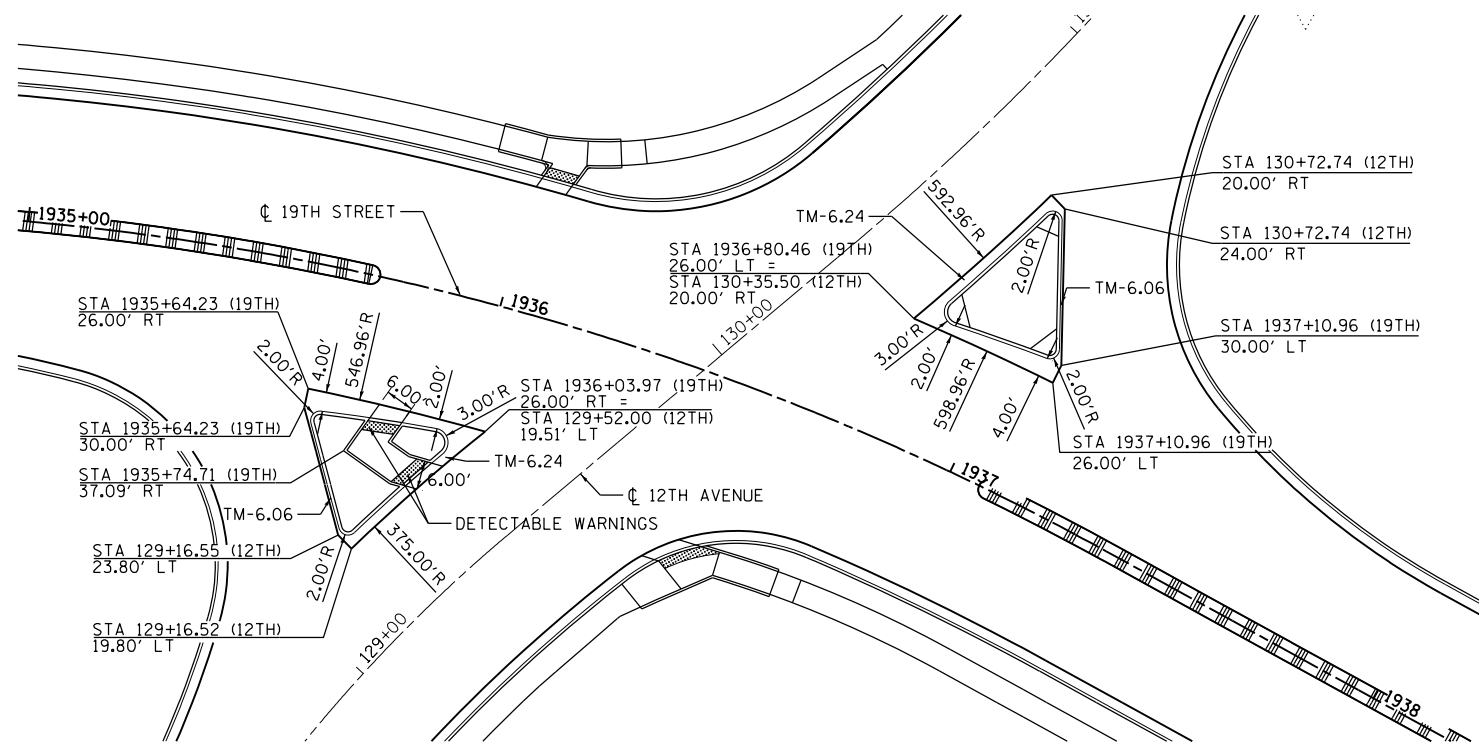 1935+00
℄ 19TH STREET
1936
130+00
592.96'R
TM-6.24
STA 1936+80.46 (19TH)
26.00' LT =
STA 130+35.50 (12TH)
20.00' RT
2.00'R
TM-6.06
STA 130+72.74 (12TH)
20.00' RT
STA 130+72.74 (12TH)
24.00' RT
STA 1937+10.96 (19TH)
30.00' LT
3.00'R
2.00'
598.96'R
4.00'
2.00'R
STA 1937+10.96 (19TH)
26.00' LT
STA 1935+64.23 (19TH)
26.00' RT
2.00'R
4.00'
546.96'R
6.00'
2.00'
3.00'R
STA 1936+03.97 (19TH)
26.00' RT =
STA 129+52.00 (12TH)
19.51' LT
STA 1935+64.23 (19TH)
30.00' RT
STA 1935+74.71 (19TH)
37.09' RT
TM-6.24
6.00'
TM-6.06
℄ 12TH AVENUE
DETECTABLE WARNINGS
STA 129+16.55 (12TH)
23.80' LT
2.00'R
375.00'R
STA 129+16.52 (12TH)
19.80' LT
129+00
1937
1938